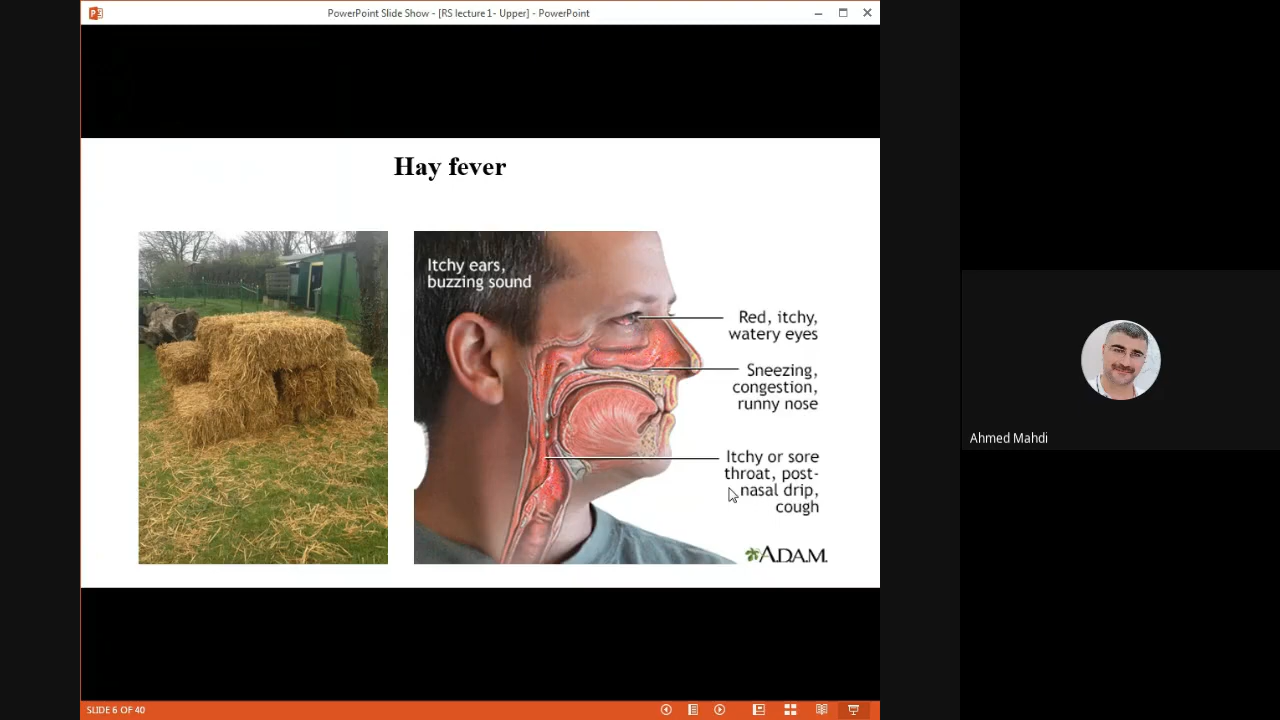 PowerPoint Slide Show - [RS lecture 1- Upper] - PowerPoint
Hay fever
Itchy ears,
buzzing sound
Red, itchy,
watery eyes
Sneezing,
congestion,
runny nose
Itchy or sore
throat, post-
nasal drip,
cough
A.D.A.M.
Ahmed Mahdi
SLIDE 6 OF 40